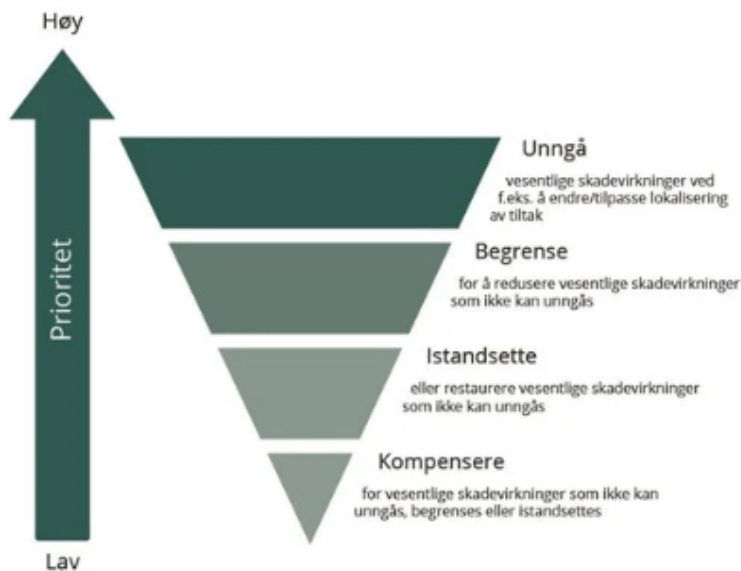 Høy
Prioritet
Unngå
vesentlige skadevirkninger ved
f.eks. å endre/tilpasse lokalisering
av tiltak
Begrense
for å redusere vesentlige skadevirkninger
som ikke kan unngås
Istandsette
eller restaurere vesentlige skadevirkninger
som ikke kan unngås
Kompensere
for vesentlige skadevirkninger som ikke kan
unngås, begrenses eller istandsettes
Lav